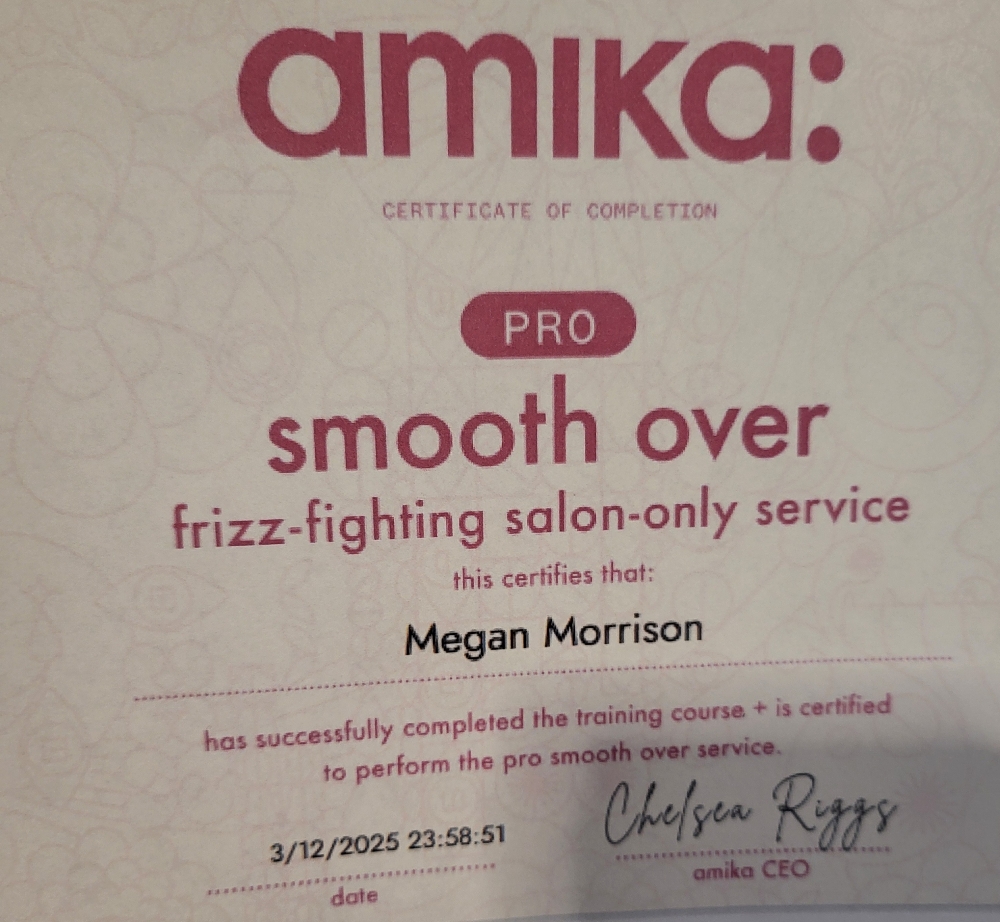 amika:
CERTIFICATE OF COMPLETION
PRO
smooth over
frizz-fighting salon-only service
this certifies that:
Megan Morrison
has successfully completed the training course + is certified
to perform the pro smooth over service.
3/12/2025 23:58:51
date
Chelsea Riggs
amika CEO